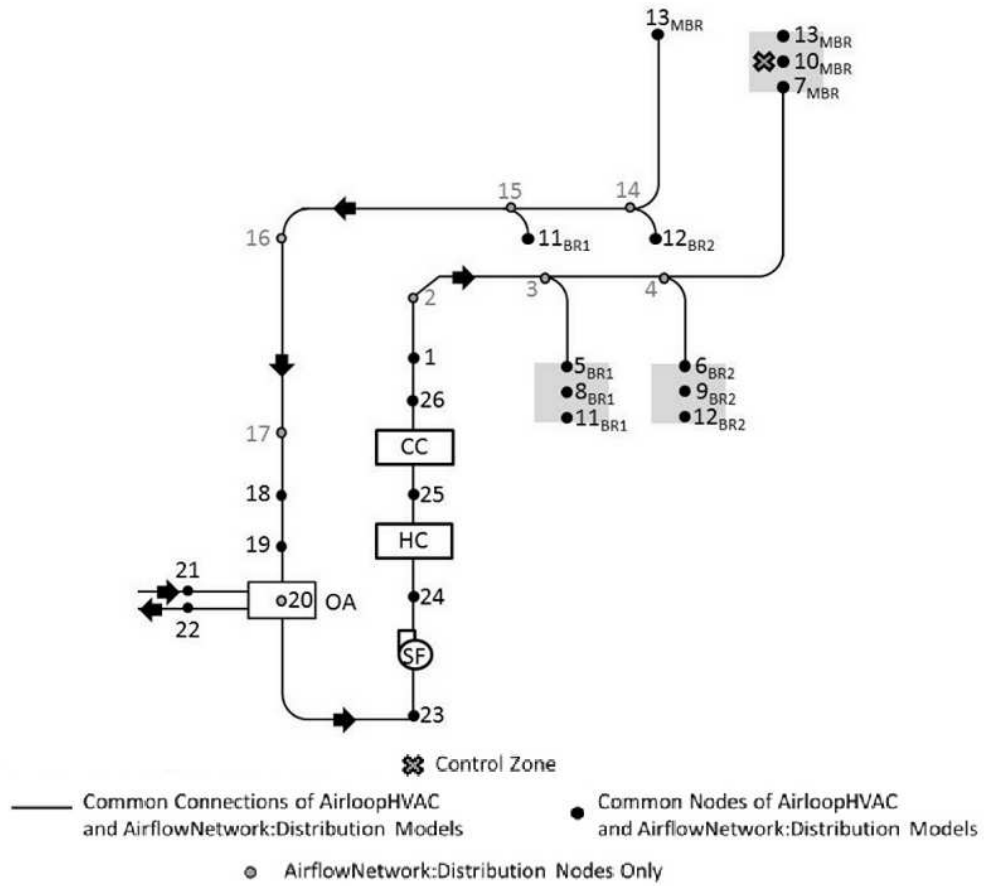 13MBR
13MBR
10MBR
7MBR
15
14
16
11BR1
12BR2
2
3
4
1
5BR1
6BR2
26
8BR1
9BR2
11BR1
12BR2
17
CC
18
25
19
HC
21
20 OA
24
22
SF
23
Control Zone
Common Connections of AirloopHVAC
and AirflowNetwork:Distribution Models
Common Nodes of AirloopHVAC
and AirflowNetwork:Distribution Models
AirflowNetwork:Distribution Nodes Only